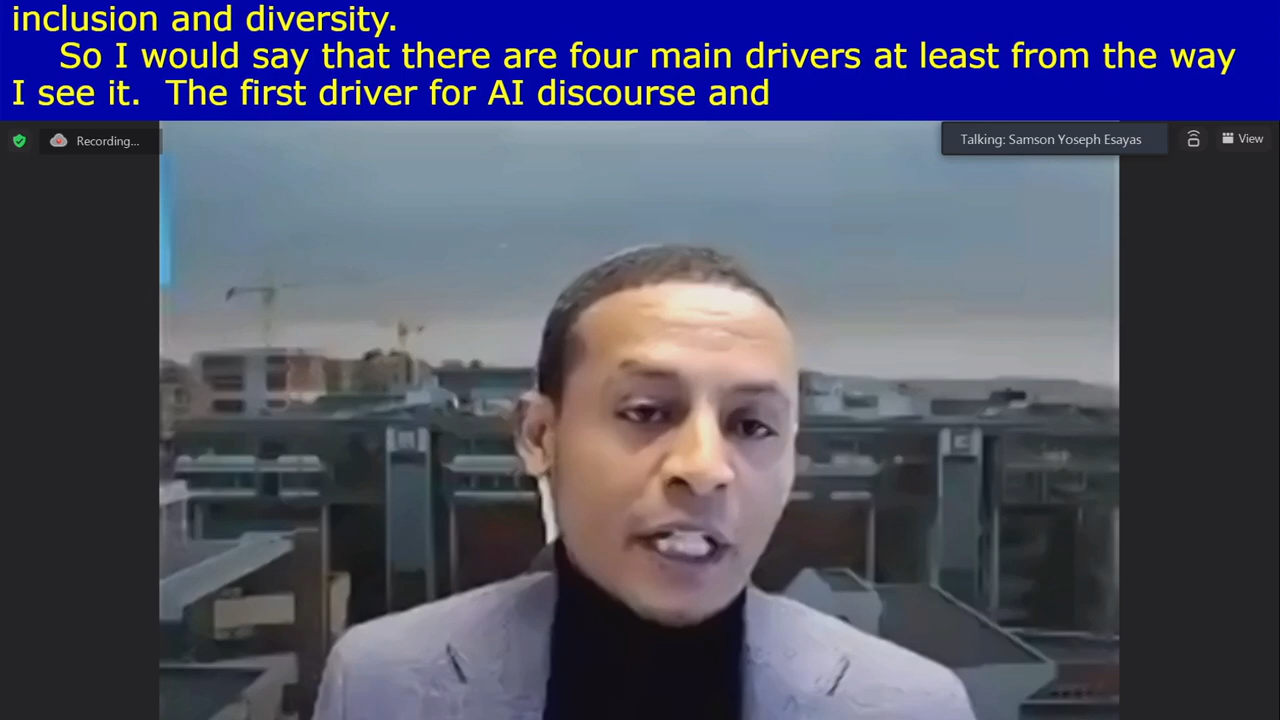 inclusion and diversity.
So I would say that there are four main drivers at least from the way
I see it. The first driver for AI discourse and
Recording...
Talking: Samson Yoseph Esayas
View